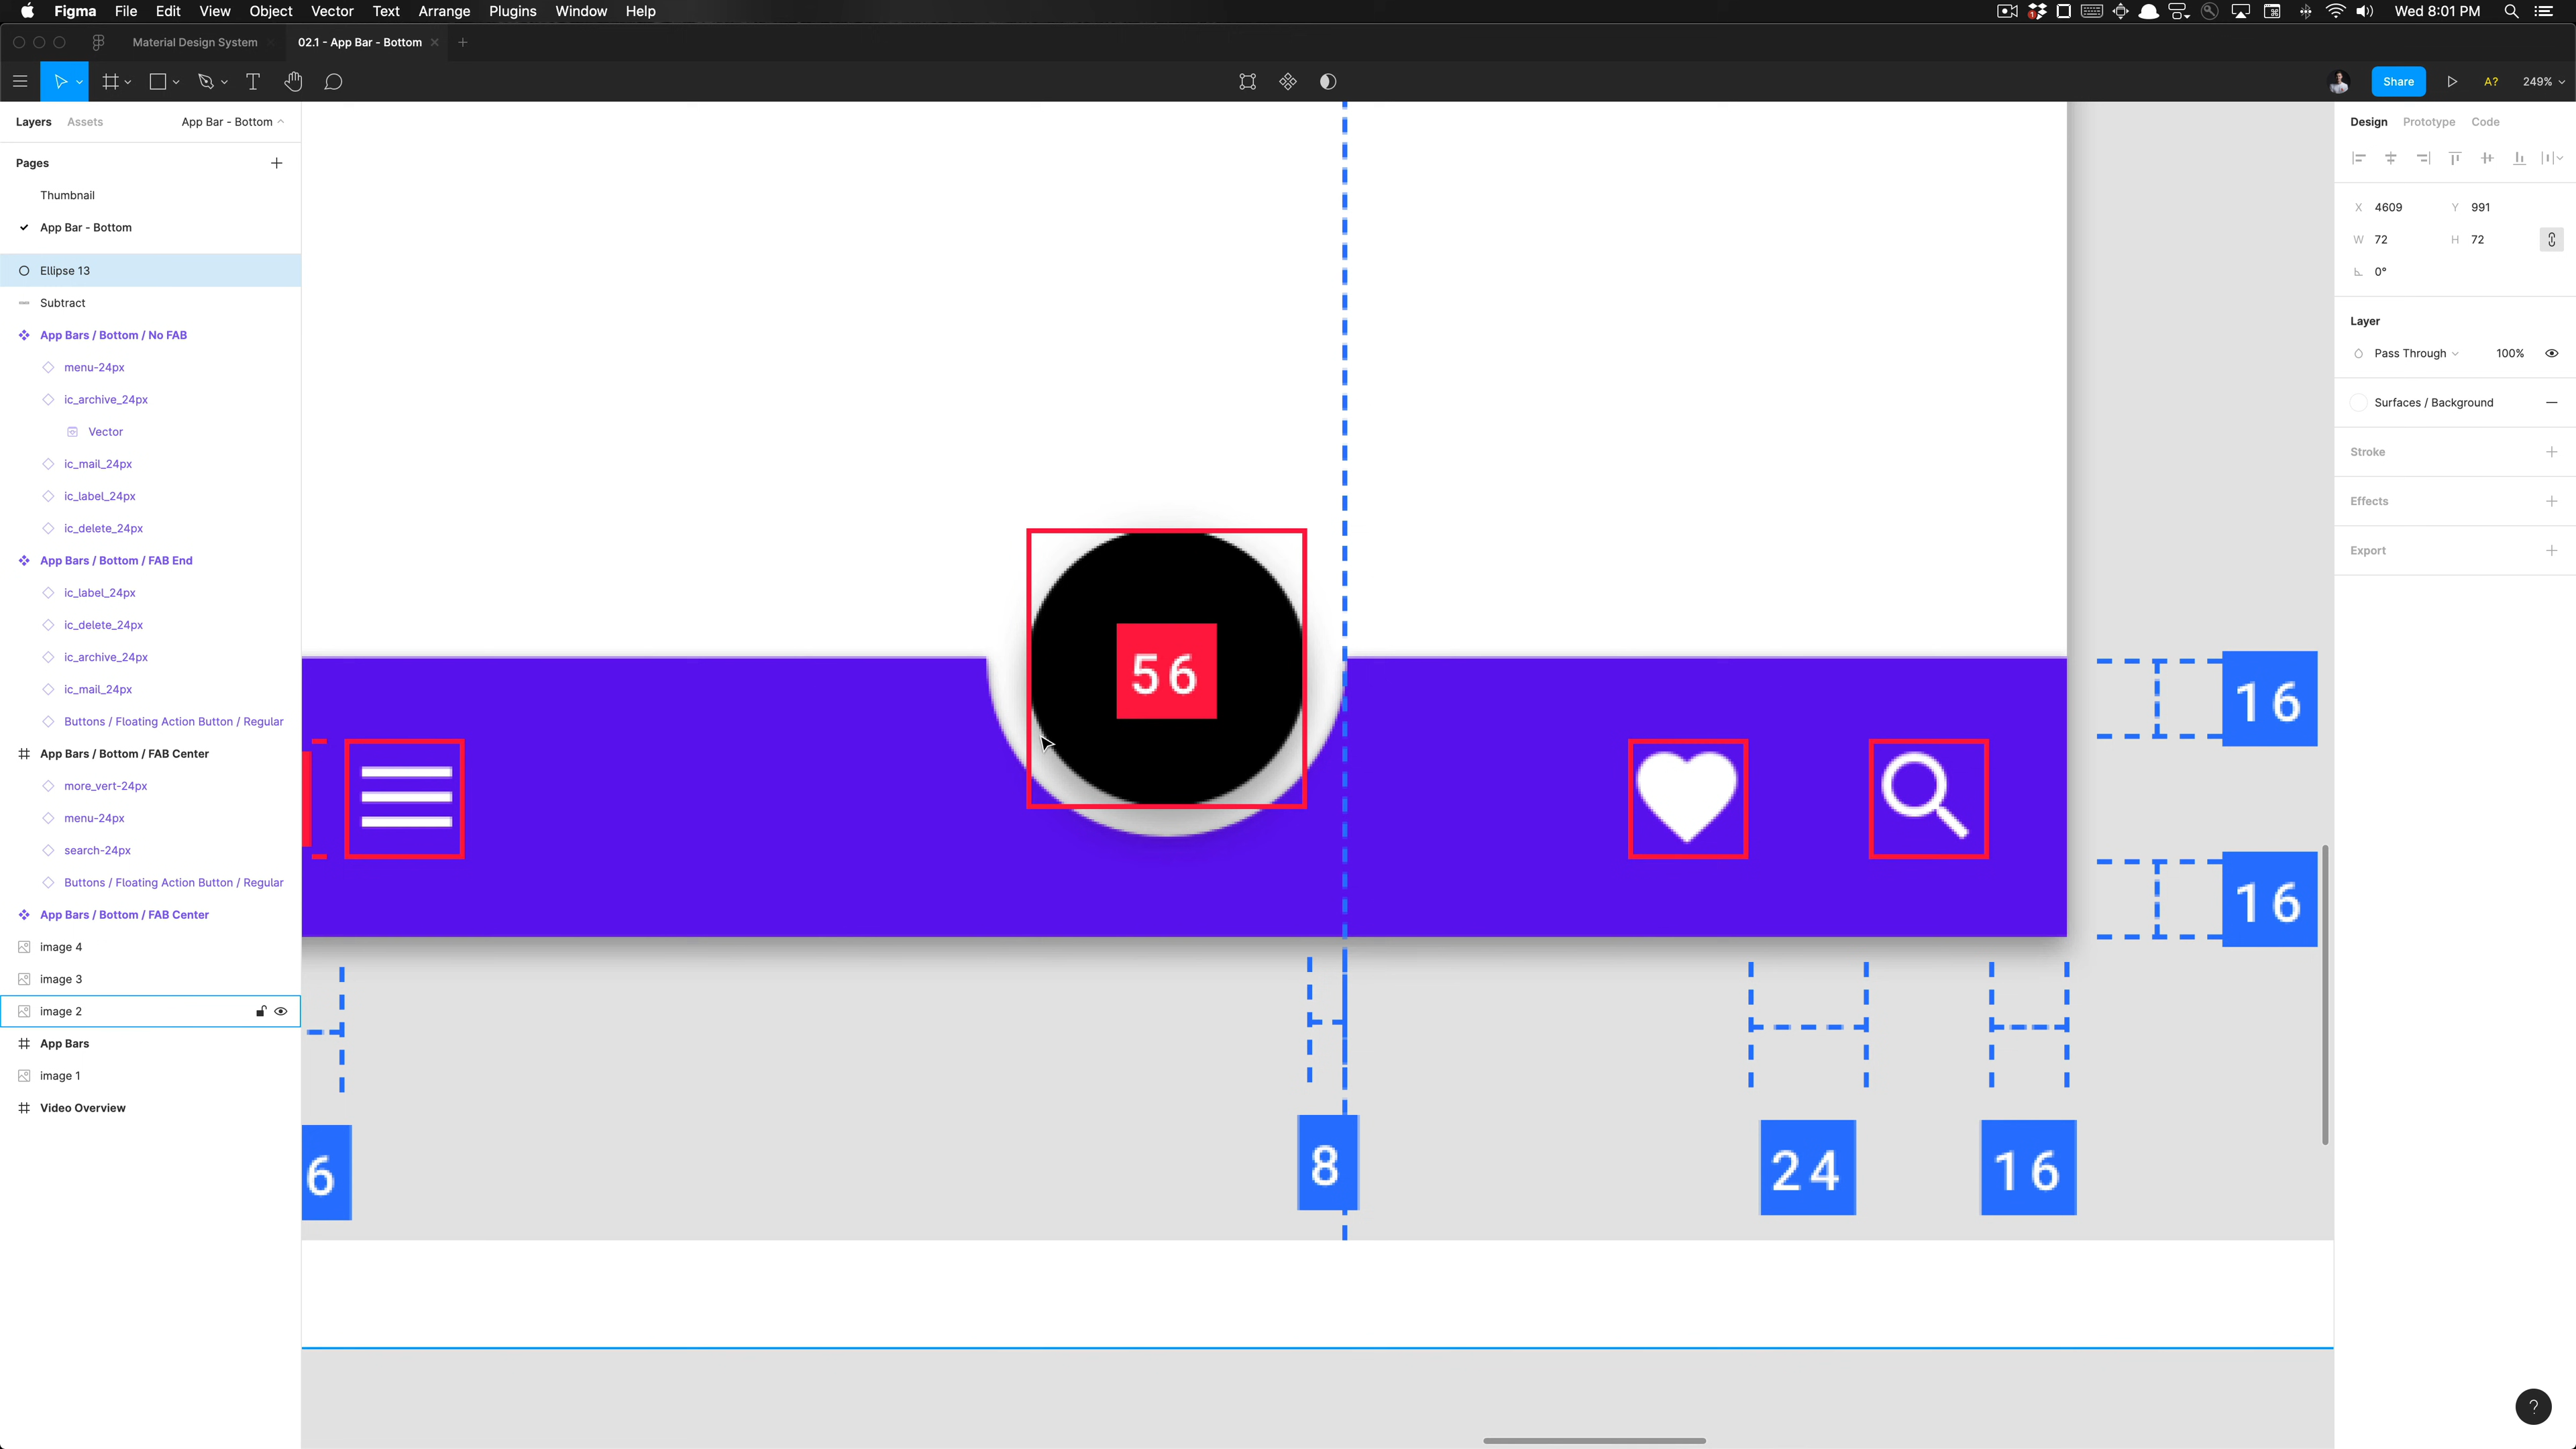 Figma File Edit View Object Vector Text Arrange Plugins Window Help
Wed 8:01 PM
Material Design System
02.1 - App Bar - Bottom
Share
A?
249%
Layers
Assets
App Bar - Bottom
Pages
Thumbnail
App Bar - Bottom
Ellipse 13
Subtract
App Bars / Bottom / No FAB
menu-24px
ic_archive_24px
Vector
ic_mail_24px
ic_label_24px
ic_delete_24px
App Bars / Bottom / FAB End
ic_label_24px
ic_delete_24px
ic_archive_24px
ic_mail_24px
Buttons / Floating Action Button / Regular
App Bars / Bottom / FAB Center
more_vert-24px
menu-24px
search-24px
Buttons / Floating Action Button / Regular
App Bars / Bottom / FAB Center
image 4
image 3
image 2
App Bars
image 1
Video Overview
56
16
16
6
8
24
16
Design
Prototype
Code
X 4609
Y 991
W 72
H 72
0°
Layer
Pass Through
100%
Surfaces / Background
Stroke
Effects
Export
?